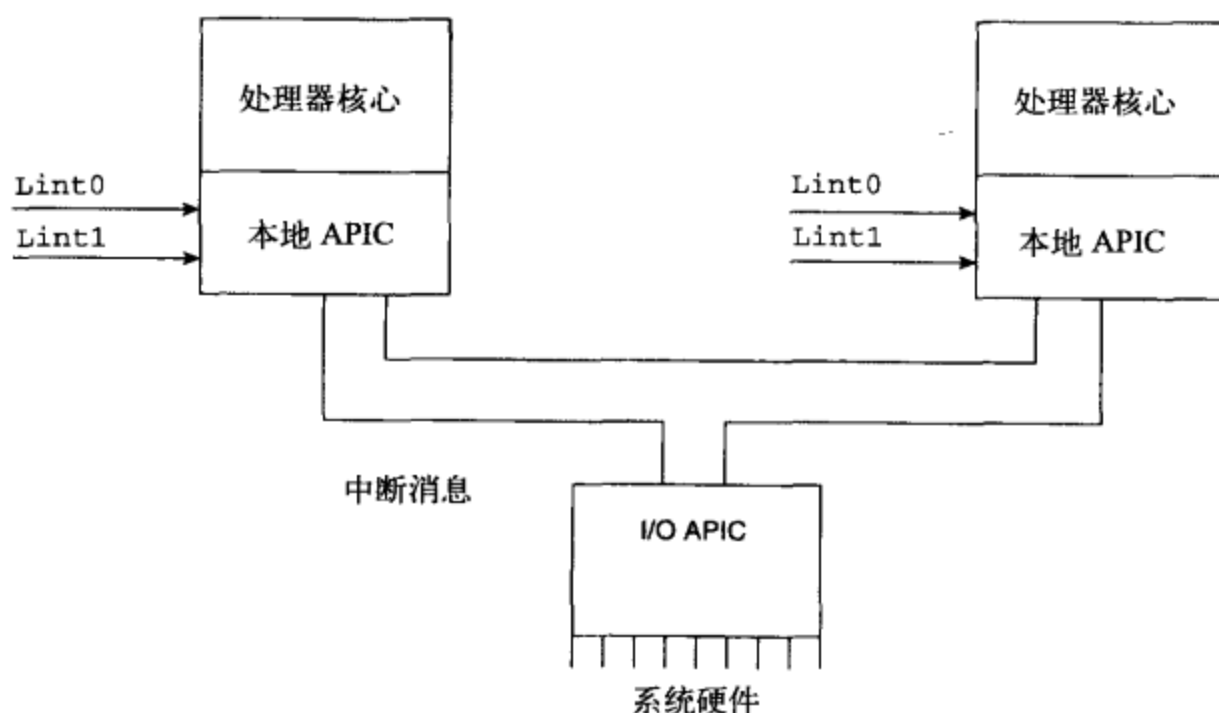 处理器核心
处理器核心
Lint0
Lint1
本地 APIC
Lint0
Lint1
本地 APIC
中断消息
I/O APIC
系统硬件